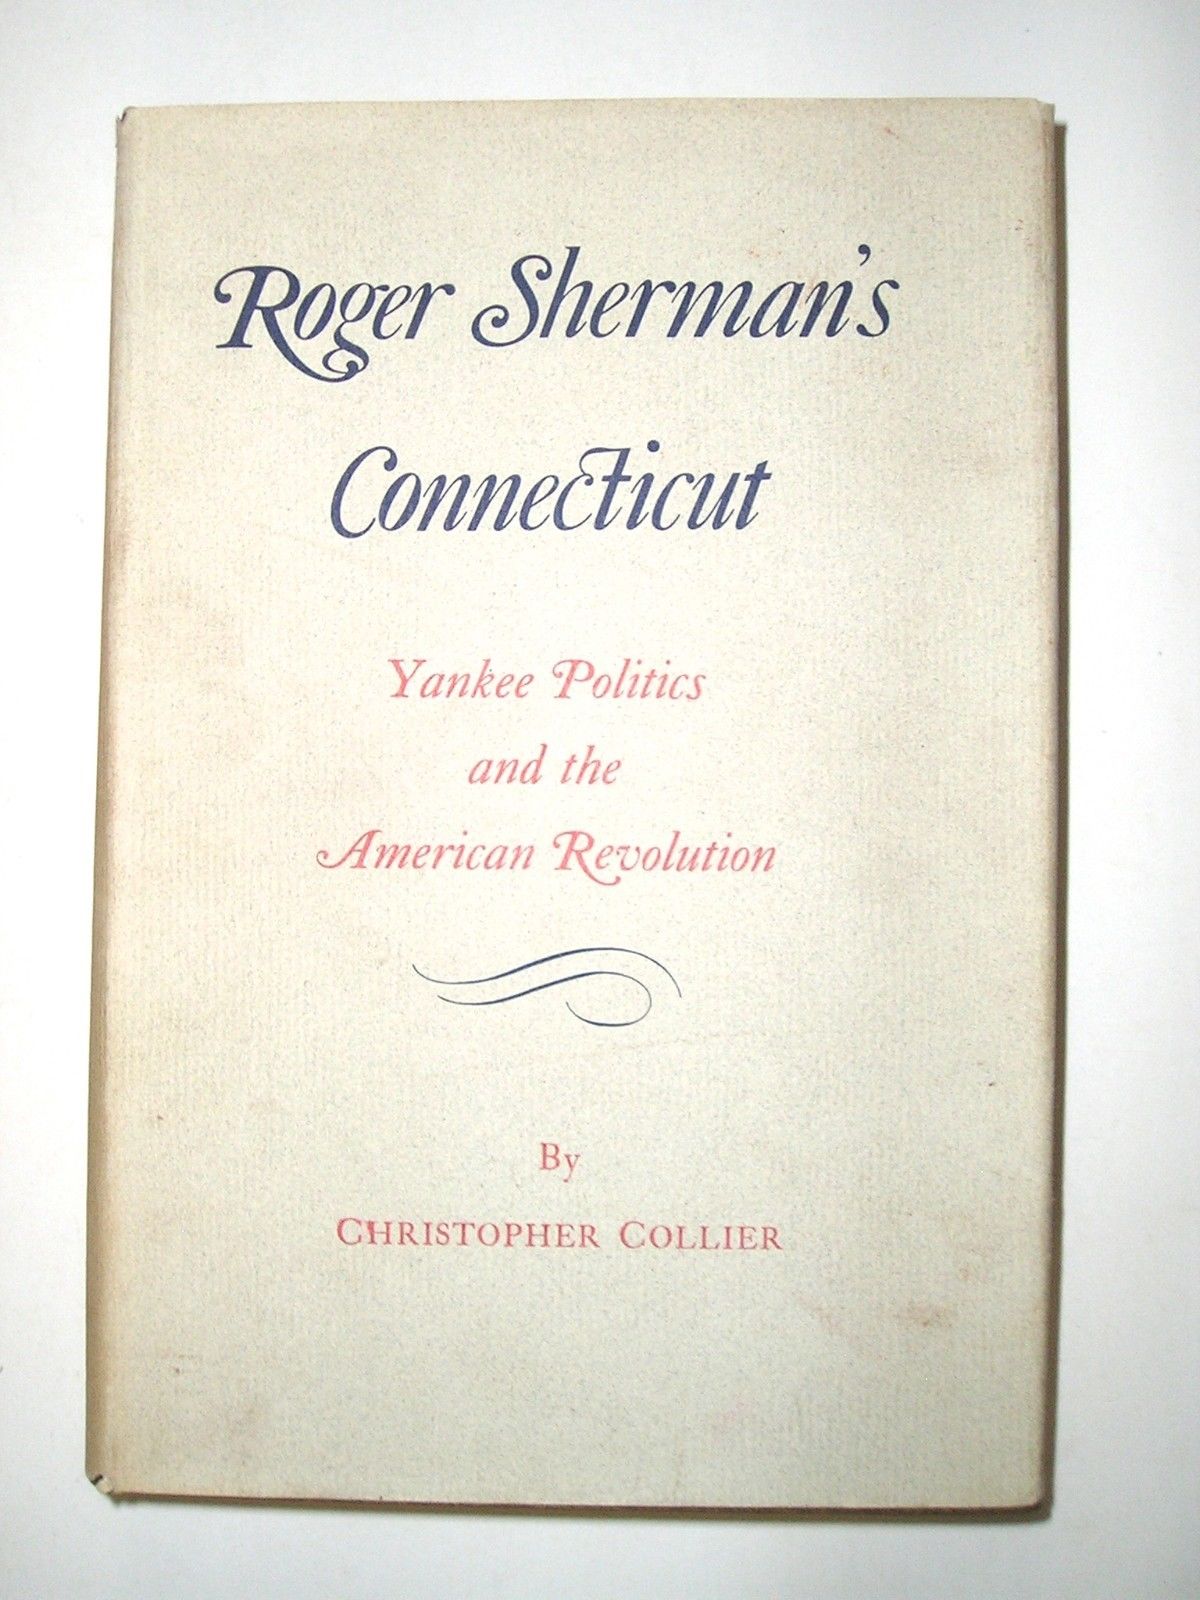 Roger Sherman's
Connecticut
Yankee Politics
and the
American Revolution
By
CHRISTOPHER COLLIER